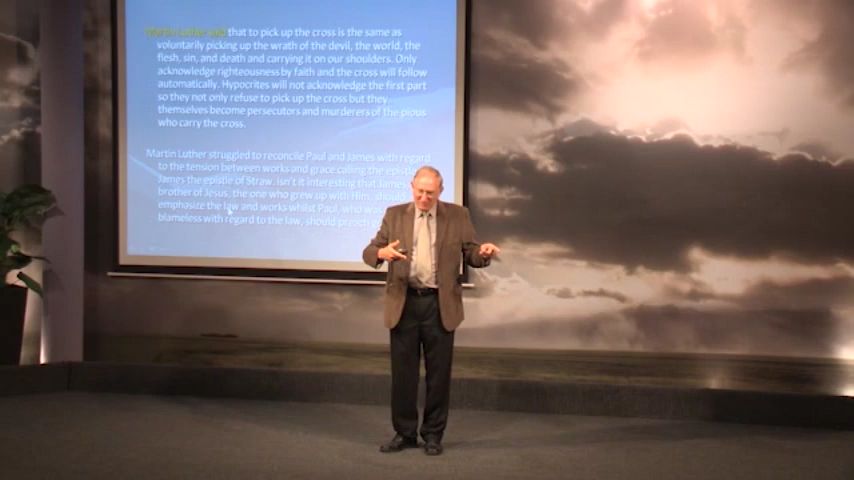 Martin Luther said that to pick up the cross is the same as
voluntarily picking up the wrath of the devil, the world, the
flesh, sin, and death and carrying it on our shoulders. Only
acknowledge righteousness by faith and the cross will follow
automatically. Hypocrites will not acknowledge the first part
so they not only refuse to pick up the cross but they
themselves become persecutors and murderers of the pious
who carry the cross.
Martin Luther struggled to reconcile Paul and James with regard
to the tension between works and grace calling the epistle
James the epistle of Straw. Isn't it interesting that James
brother of Jesus, the one who grew up with Him, should
emphasize the law and works whilst Paul, who was
blameless with regard to the law, should preach